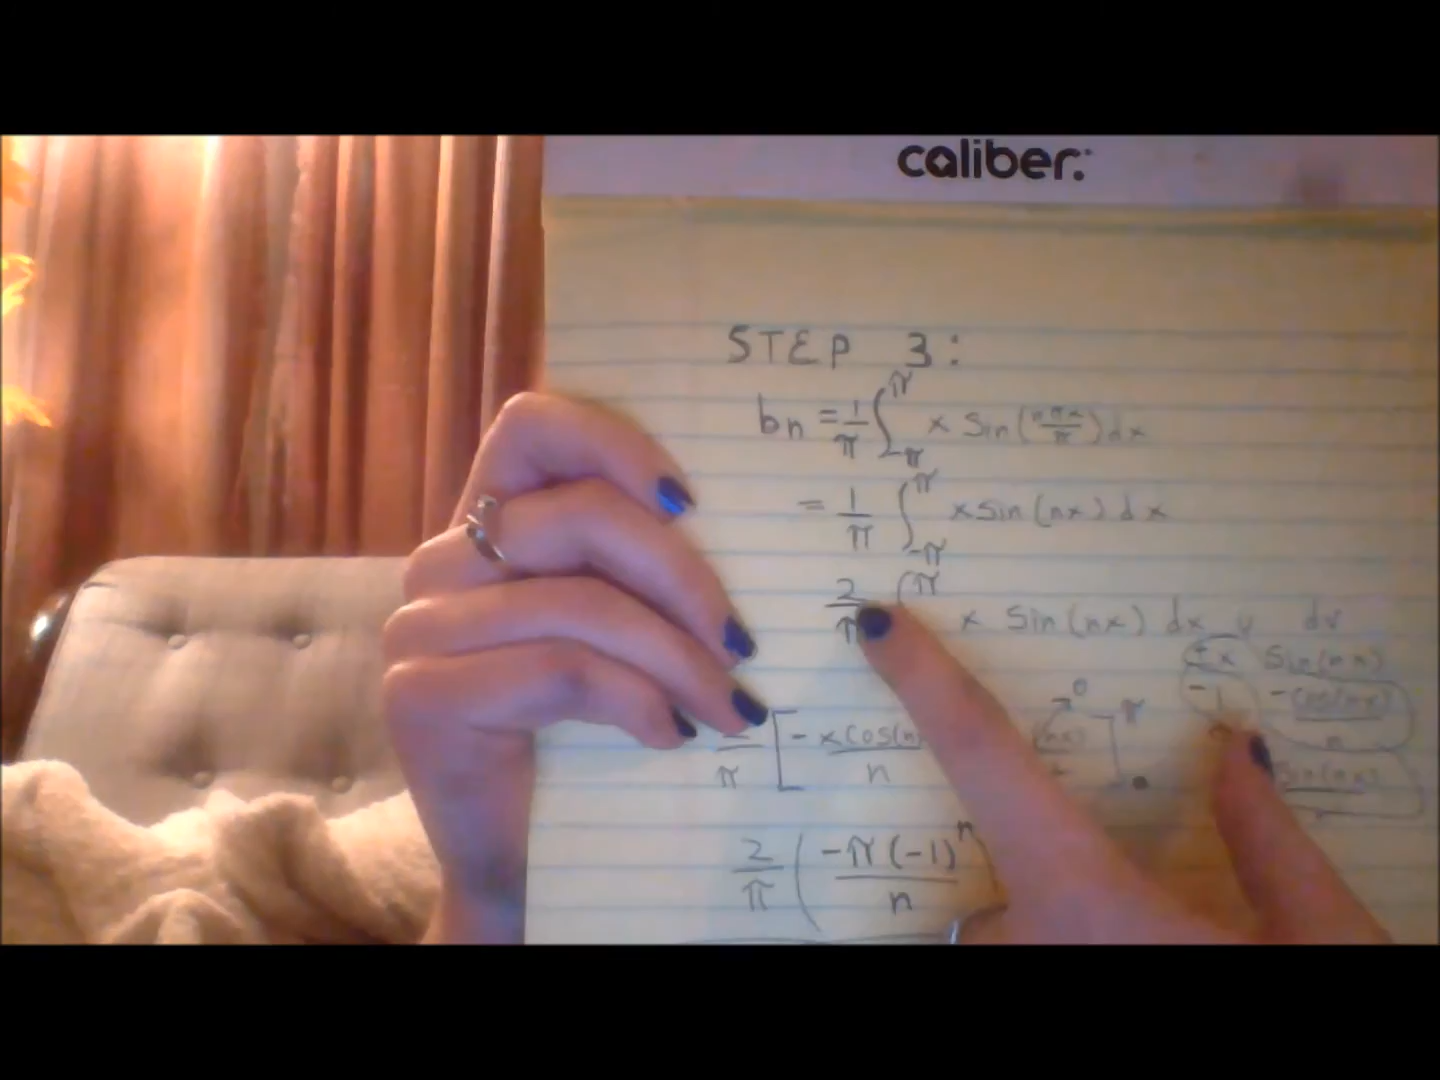 caliber:
STEP 3:
bn = 1/π ∫_{-π}^{π} x sin(nπx/π) dx
= 1/π ∫_{-π}^{π} x sin(nx) dx
2/π ∫^{π} x sin(nx) dx
u dv
+x sin(nx)
-1 -cos(nx)/n
sin(nx)
π [-x cos(n /n 0 ]^{π}
2/π (-π(-1)^n/n